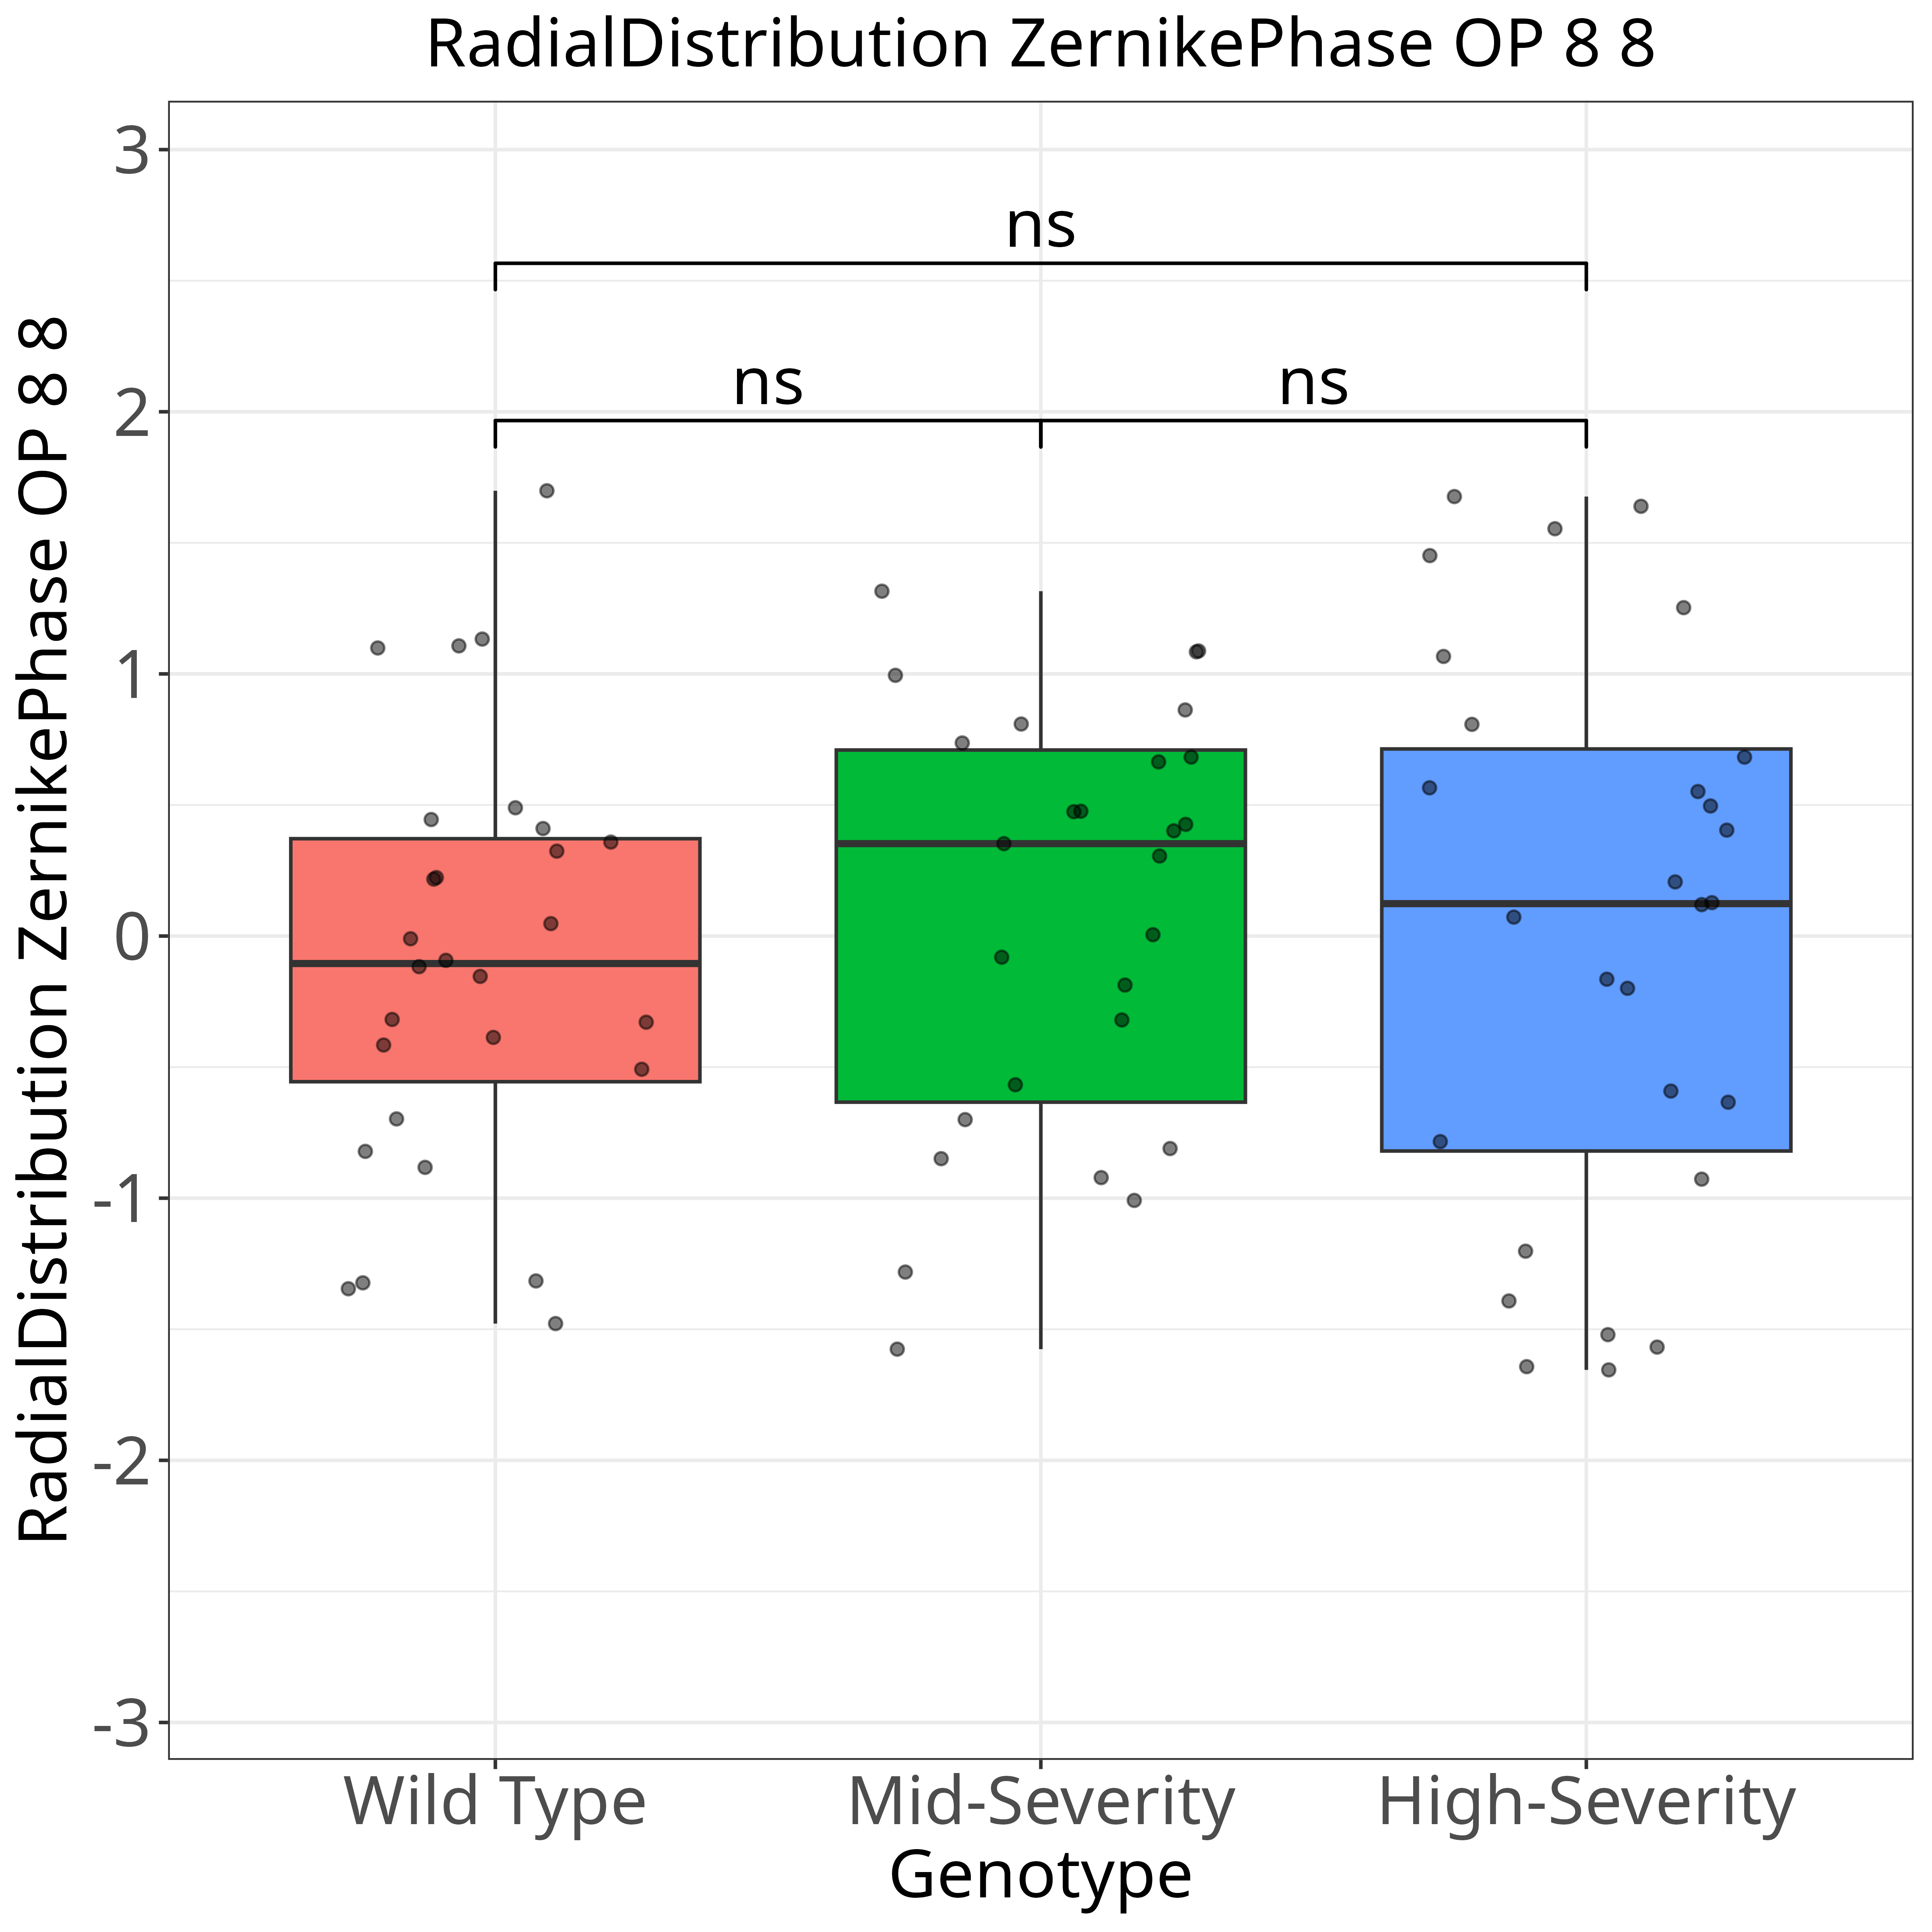 RadialDistribution ZernikePhase OP 8 8
RadialDistribution ZernikePhase OP 8 8
3
2
1
0
-1
-2
-3
ns
ns ns
Wild Type Mid-Severity High-Severity
Genotype